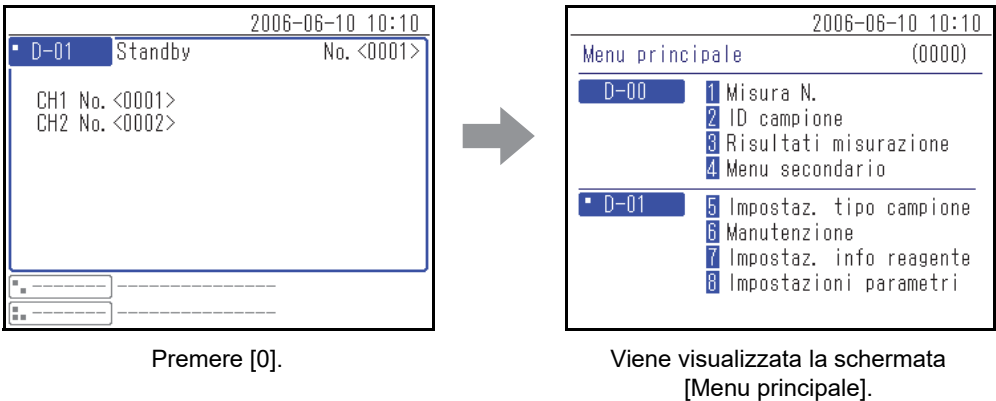 2006-06-10 10:10
D-01 Standby No.<0001>
CH1 No.<0001>
CH2 No.<0002>
-------- ----------------
-------- ----------------
Premere [0].
2006-06-10 10:10
Menu principale (0000)
D-00 1 Misura N.
2 ID campione
3 Risultati misurazione
4 Menu secondario
D-01 5 Impostaz. tipo campione
6 Manutenzione
7 Impostaz. info reagente
8 Impostazioni parametri
Viene visualizzata la schermata
[Menu principale].